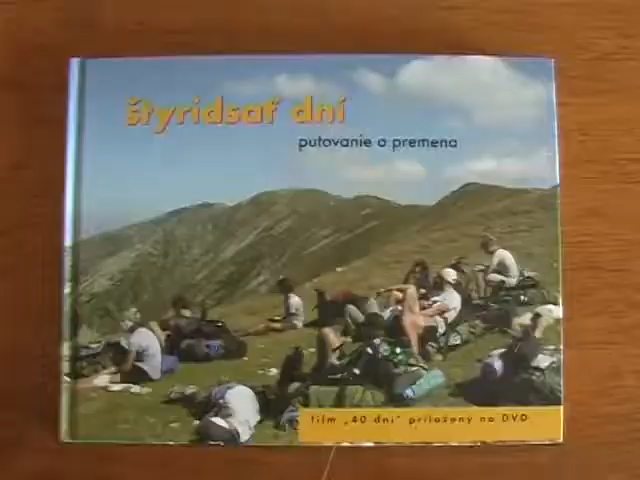 štyridsať dní
putovanie a premena
film „40 dní" priložený na DVD